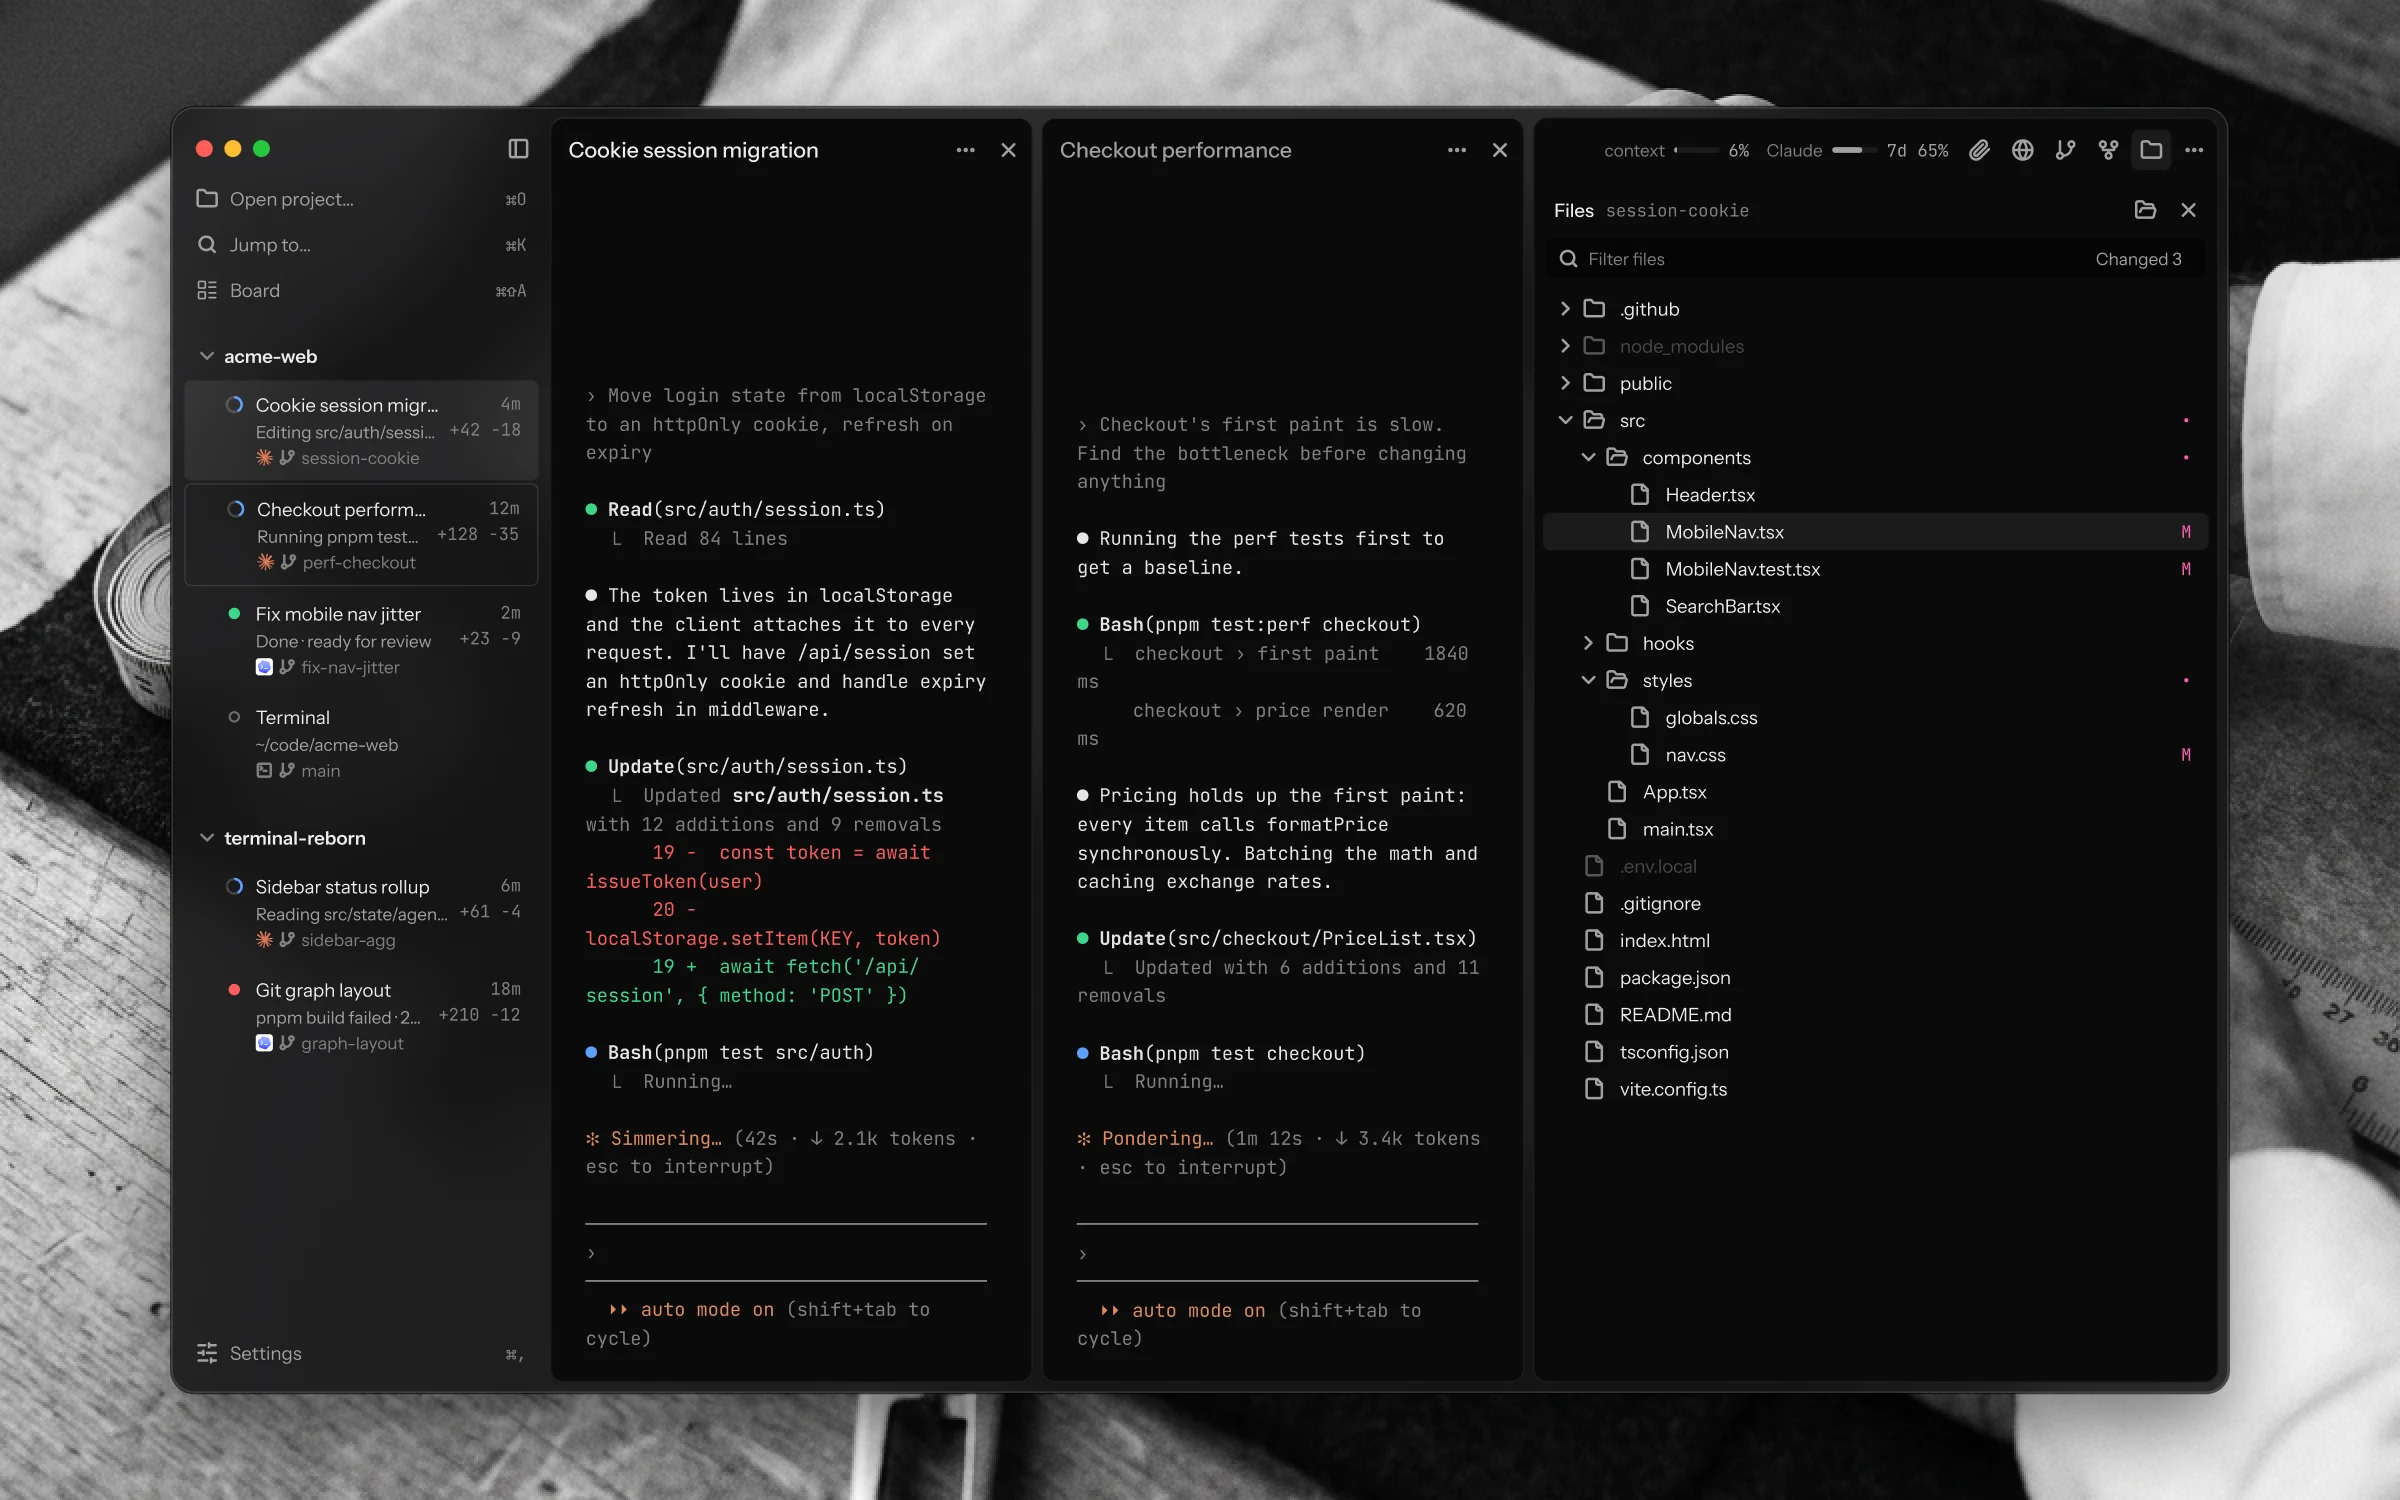 Open project... ⌘O
Jump to... ⌘K
Board ⌘⇧A
acme-web
Cookie session migr... 4m
Editing src/auth/sessi... +42 -18
session-cookie
Checkout perform... 12m
Running pnpm test... +128 -35
perf-checkout
Fix mobile nav jitter 2m
Done · ready for review +23 -9
fix-nav-jitter
Terminal
~/code/acme-web
main
terminal-reborn
Sidebar status rollup 6m
Reading src/state/agen... +61 -4
sidebar-agg
Git graph layout 18m
pnpm build failed · 2... +210 -12
graph-layout
Settings ⌘,
Cookie session migration
› Move login state from localStorage
to an httpOnly cookie, refresh on
expiry
Read(src/auth/session.ts)
└ Read 84 lines
The token lives in localStorage
and the client attaches it to every
request. I'll have /api/session set
an httpOnly cookie and handle expiry
refresh in middleware.
Update(src/auth/session.ts)
└ Updated src/auth/session.ts
with 12 additions and 9 removals
19 - const token = await
issueToken(user)
20 -
localStorage.setItem(KEY, token)
19 + await fetch('/api/
session', { method: 'POST' })
Bash(pnpm test src/auth)
└ Running…
✻ Simmering… (42s · ↓ 2.1k tokens ·
esc to interrupt)
›
⏵⏵ auto mode on (shift+tab to
cycle)
Checkout performance
› Checkout's first paint is slow.
Find the bottleneck before changing
anything
Running the perf tests first to
get a baseline.
Bash(pnpm test:perf checkout)
└ checkout › first paint 1840
ms
checkout › price render 620
ms
Pricing holds up the first paint:
every item calls formatPrice
synchronously. Batching the math and
caching exchange rates.
Update(src/checkout/PriceList.tsx)
└ Updated with 6 additions and 11
removals
Bash(pnpm test checkout)
└ Running…
✻ Pondering… (1m 12s · ↓ 3.4k tokens
· esc to interrupt)
›
⏵⏵ auto mode on (shift+tab to
cycle)
context 6% Claude 7d 65%
Files session-cookie
Filter files Changed 3
.github
node_modules
public
src
components
Header.tsx
MobileNav.tsx M
MobileNav.test.tsx M
SearchBar.tsx
hooks
styles
globals.css
nav.css M
App.tsx
main.tsx
.env.local
.gitignore
index.html
package.json
README.md
tsconfig.json
vite.config.ts
27